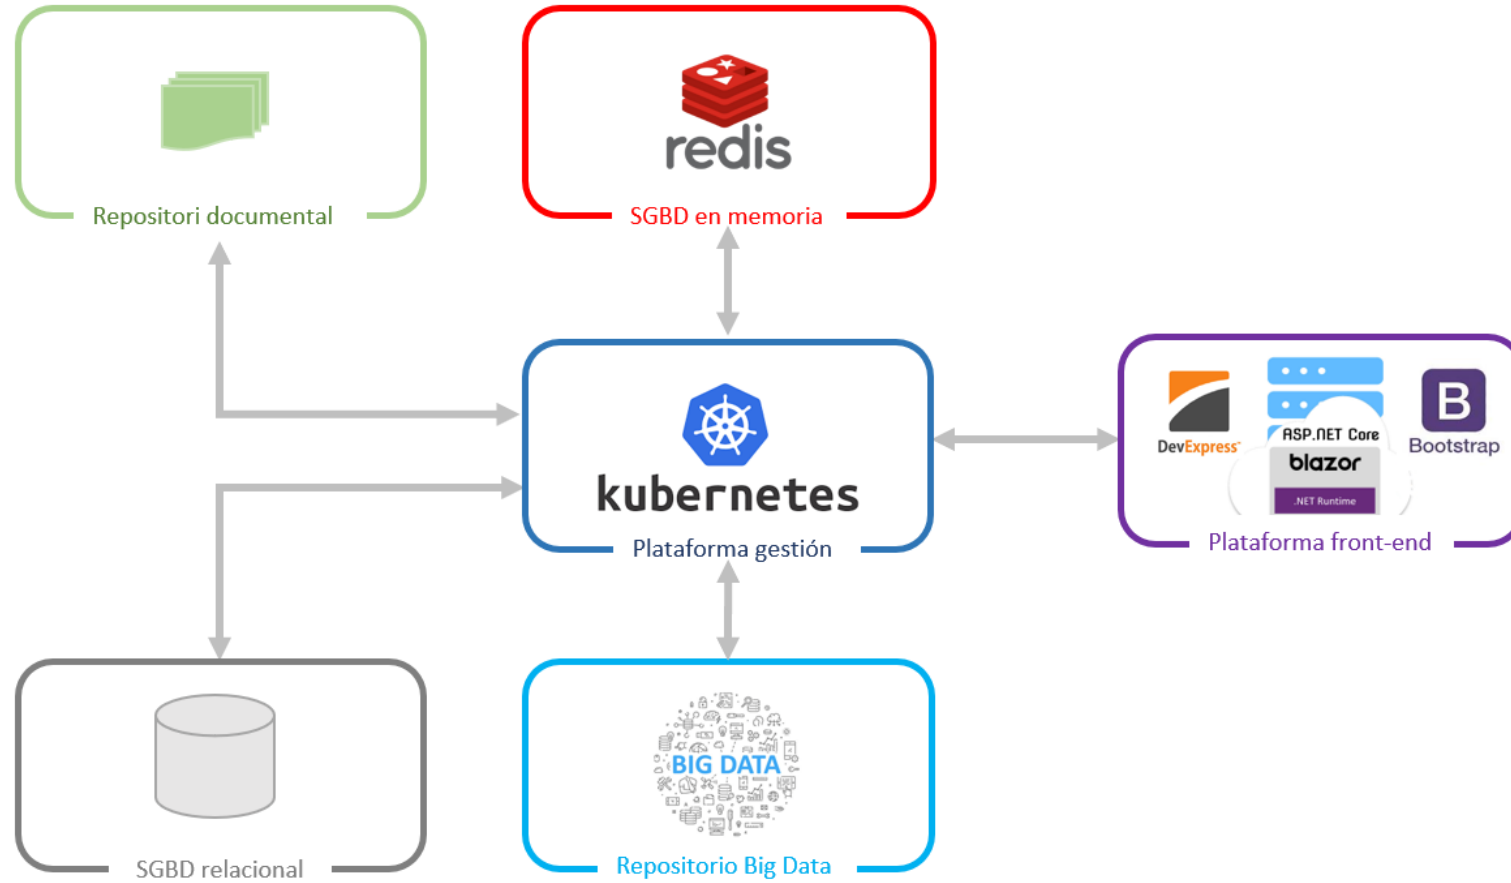 redis
Repositori documental
SGBD en memoria
kubernetes
Plataforma gestión
DevExpress
ASP.NET Core
blazor
.NET Runtime
B
Bootstrap
Plataforma front-end
SGBD relacional
BIG DATA
Repositorio Big Data